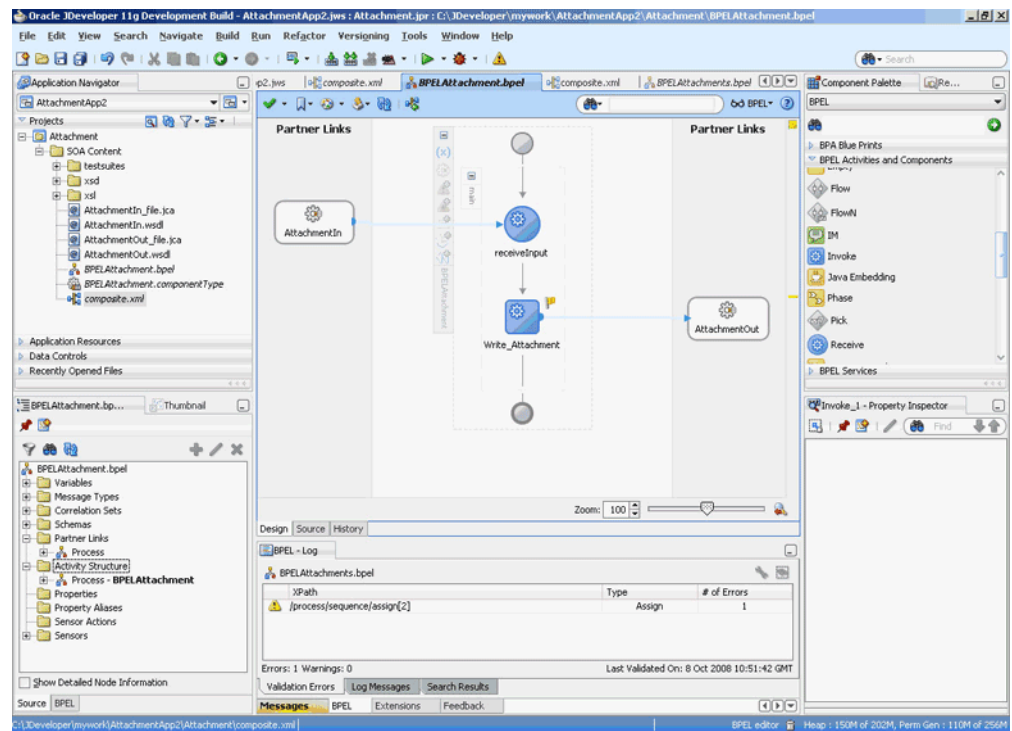 Oracle JDeveloper 11g Development Build - AttachmentApp2.jws : Attachment.jpr : C:\JDeveloper\mywork\AttachmentApp2\Attachment\BPELAttachment.bpel
File Edit View Search Navigate Build Run Refactor Versioning Tools Window Help
Search
Application Navigator
AttachmentApp2
Projects
Attachment
SOA Content
testsuites
xsd
xsl
AttachmentIn_file.jca
AttachmentIn.wsdl
AttachmentOut_file.jca
AttachmentOut.wsdl
BPELAttachment.bpel
BPELAttachment.componentType
composite.xml
Application Resources
Data Controls
Recently Opened Files
BPELAttachment.bp... Thumbnail
BPELAttachment.bpel
Variables
Message Types
Correlation Sets
Schemas
Partner Links
Process
Activity Structure
Process - BPELAttachment
Properties
Property Aliases
Sensor Actions
Sensors
Show Detailed Node Information
Source BPEL
p2.jws composite.xml BPELAttachment.bpel composite.xml BPELAttachments.bpel
BPEL
Partner Links
Partner Links
(x)
main
BPELAttachment
AttachmentIn
receiveInput
Write_Attachment
AttachmentOut
Zoom: 100
Design Source History
BPEL - Log
BPELAttachments.bpel
XPath Type # of Errors
/process/sequence/assign[2] Assign 1
Errors: 1 Warnings: 0 Last Validated On: 8 Oct 2008 10:51:42 GMT
Validation Errors Log Messages Search Results
Messages BPEL Extensions Feedback
Component Palette Re...
BPEL
BPA Blue Prints
BPEL Activities and Components
Empty
Flow
FlowN
IM
Invoke
Java Embedding
Phase
Pick
Receive
BPEL Services
Invoke_1 - Property Inspector
Find
C:\JDeveloper\mywork\AttachmentApp2\Attachment\composite.xml BPEL editor Heap : 150M of 202M, Perm Gen : 110M of 256M